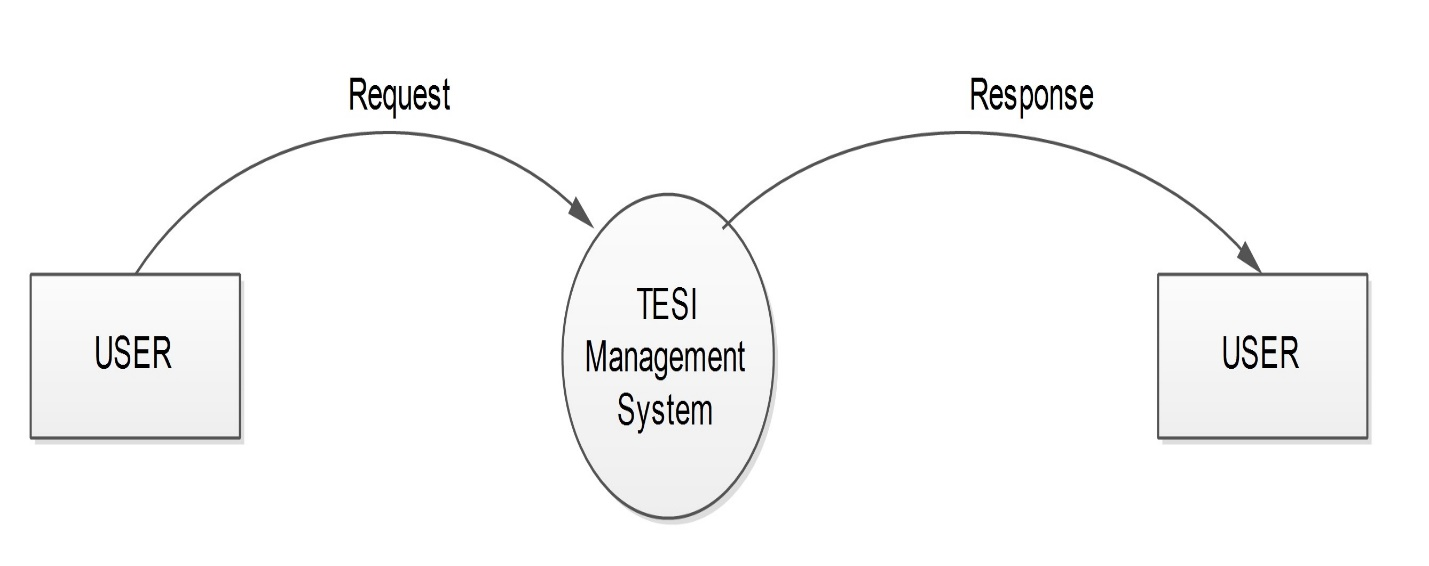 Request
Response
USER
TESI
Management
System
USER